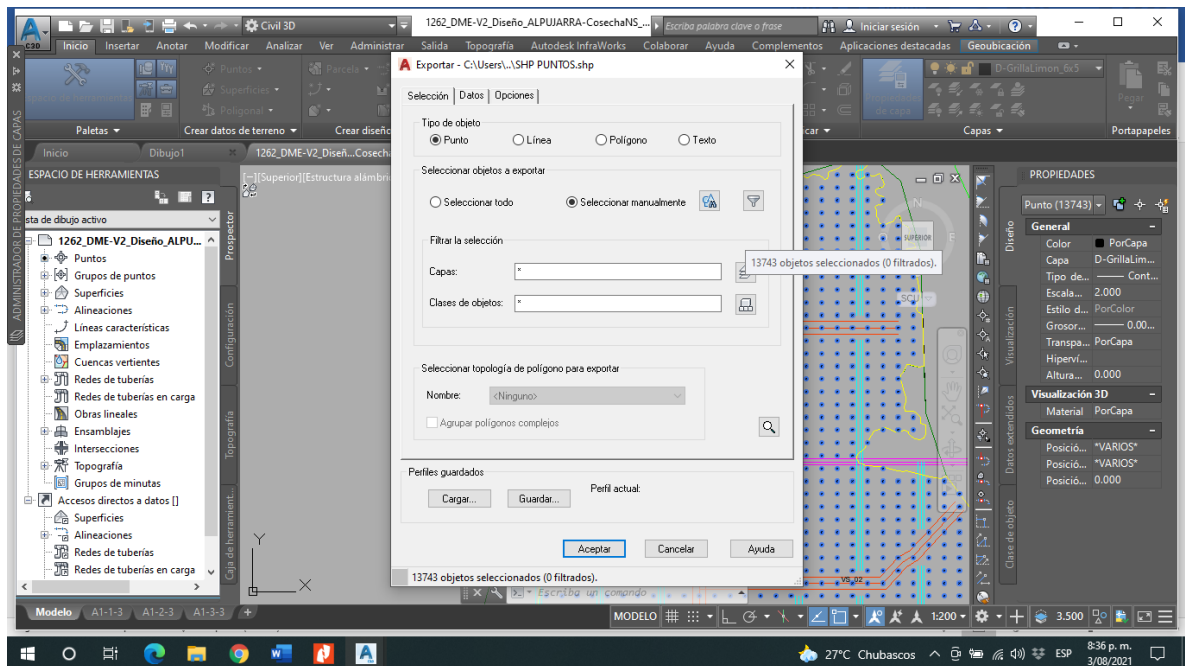 Civil 3D
1262_DME-V2_Diseño_ALPUJARRA-CosechaNS_...
Escriba palabra clave o frase
Iniciar sesión
C3D
Inicio Insertar Anotar Modificar Analizar Ver Administrar Salida Topografía Autodesk InfraWorks Colaborar Ayuda Complementos Aplicaciones destacadas Geoubicación
Puntos
Superficies
Poligonal
Parcela
D-GrillaLimon_6x5
Pegar
Paletas
Crear datos de terreno
Crear diseño
Capas
Portapapeles
Inicio Dibujo1 1262_DME-V2_Diseñ...Cosech
[−][Superior][Estructura alámbri
ADMINISTRADOR DE PROPIEDADES DE CAPAS
ESPACIO DE HERRAMIENTAS
sta de dibujo activo
1262_DME-V2_Diseño_ALPU...
Puntos
Grupos de puntos
Superficies
Alineaciones
Líneas características
Emplazamientos
Cuencas vertientes
Redes de tuberías
Redes de tuberías en carga
Obras lineales
Ensamblajes
Intersecciones
Topografía
Grupos de minutas
Accesos directos a datos []
Superficies
Alineaciones
Redes de tuberías
Redes de tuberías en carga
Prospector
Configuración
Topografía
Caja de herramient...
Exportar - C:\Users\..\SHP PUNTOS.shp
Selección Datos Opciones
Tipo de objeto
Punto Línea Polígono Texto
Seleccionar objetos a exportar
Seleccionar todo Seleccionar manualmente
Filtrar la selección
Capas: *
Clases de objetos: *
13743 objetos seleccionados (0 filtrados).
Seleccionar topología de polígono para exportar
Nombre: <Ninguno>
Agrupar polígonos complejos
Perfiles guardados
Cargar... Guardar... Perfil actual:
Aceptar Cancelar Ayuda
13743 objetos seleccionados (0 filtrados).
N
SUPERIOR
E
SCU
VS_02
Y
X
PROPIEDADES
Punto (13743)
General
Color PorCapa
Capa D-GrillaLim...
Tipo de... Cont...
Escala... 2.000
Estilo d... PorColor
Grosor... 0.00...
Transpa... PorCapa
Hiperví...
Altura... 0.000
Visualización 3D
Material PorCapa
Geometría
Posició... *VARIOS*
Posició... *VARIOS*
Posició... 0.000
Diseño
Visualización
Datos extendidos
Clase de objeto
Escriba un comando
Modelo A1-1-3 A1-2-3 A1-3-3 +
MODELO 1:200 3.500
27°C Chubascos ESP 8:36 p. m.
3/08/2021